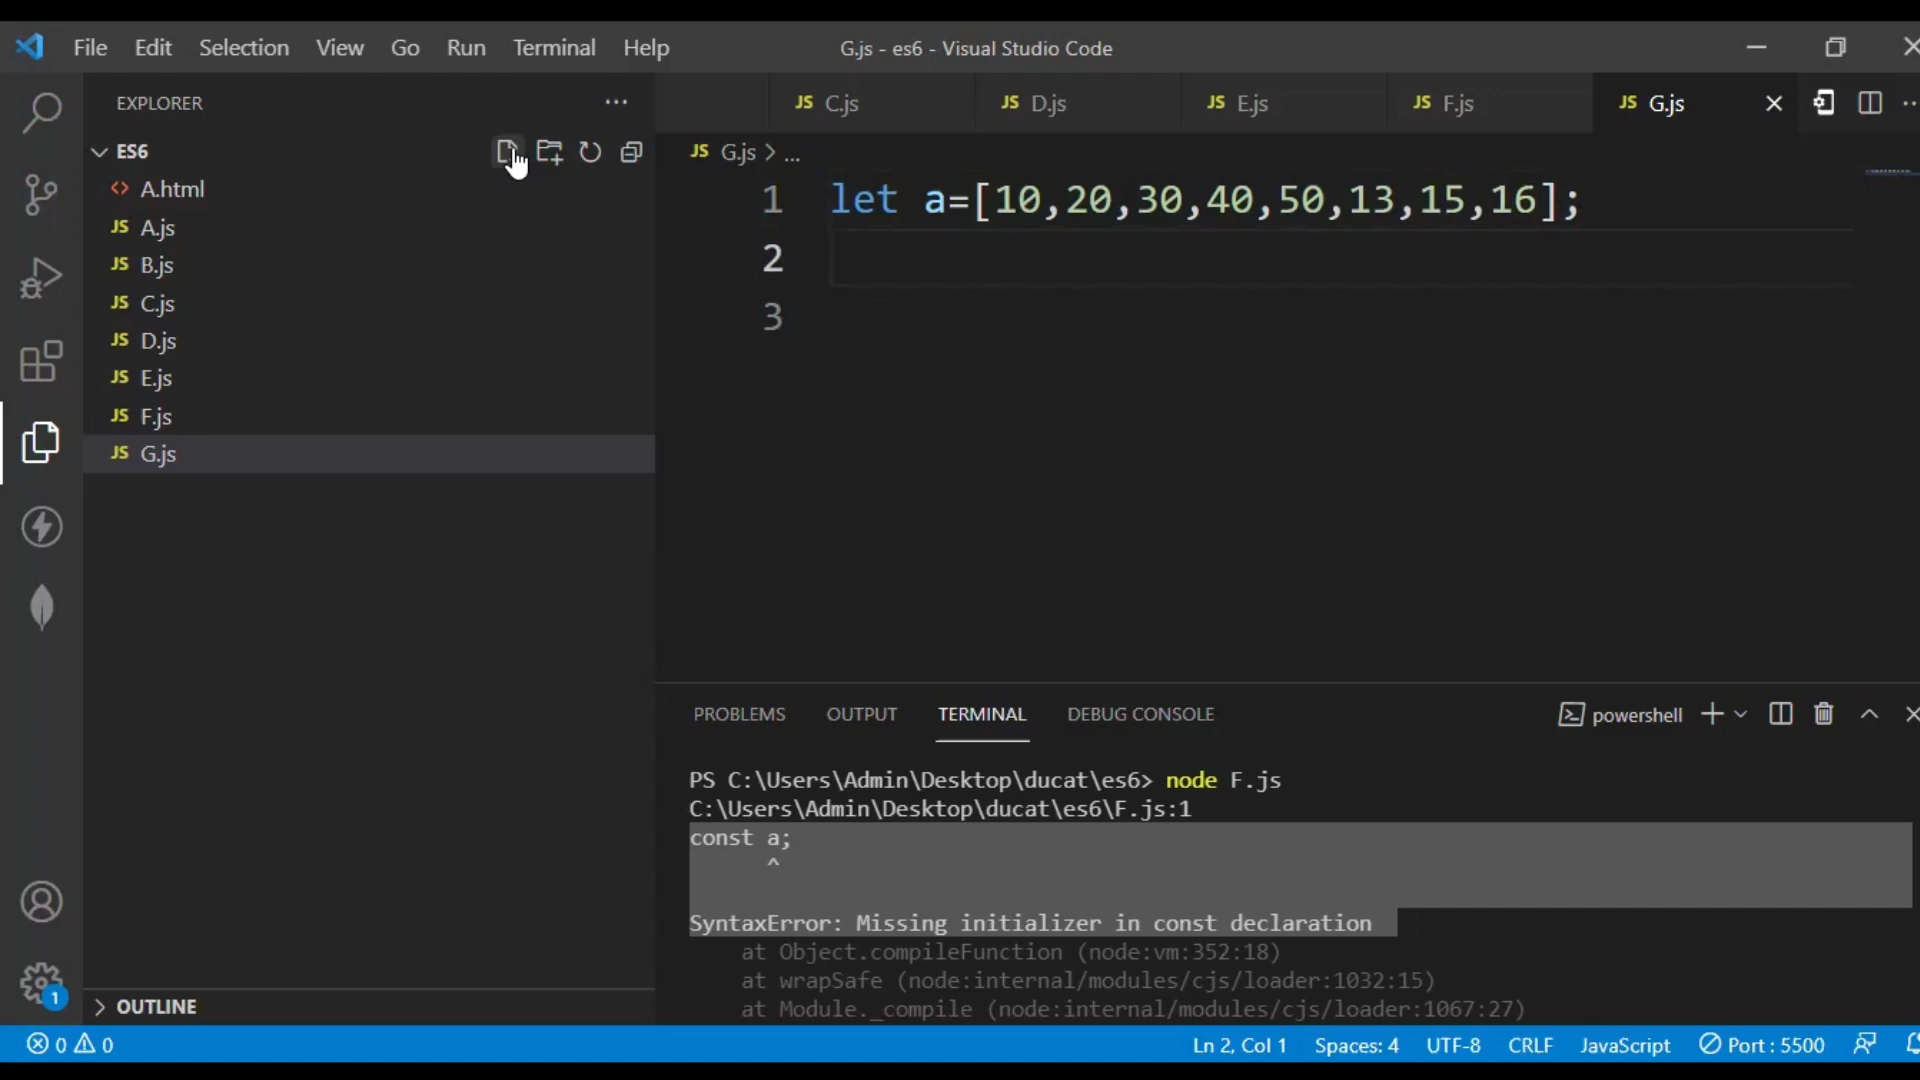 File Edit Selection View Go Run Terminal Help
G.js - es6 - Visual Studio Code
EXPLORER
JS C.js
JS D.js
JS E.js
JS F.js
JS G.js
ES6
JS G.js > ...
<> A.html
JS A.js
JS B.js
JS C.js
JS D.js
JS E.js
JS F.js
JS G.js
1 let a=[10,20,30,40,50,13,15,16];
2
3
PROBLEMS OUTPUT TERMINAL DEBUG CONSOLE
powershell
PS C:\Users\Admin\Desktop\ducat\es6> node F.js
C:\Users\Admin\Desktop\ducat\es6\F.js:1
const a;
^
SyntaxError: Missing initializer in const declaration
at Object.compileFunction (node:vm:352:18)
at wrapSafe (node:internal/modules/cjs/loader:1032:15)
at Module._compile (node:internal/modules/cjs/loader:1067:27)
1
OUTLINE
0 0
Ln 2, Col 1 Spaces: 4 UTF-8 CRLF JavaScript Port : 5500